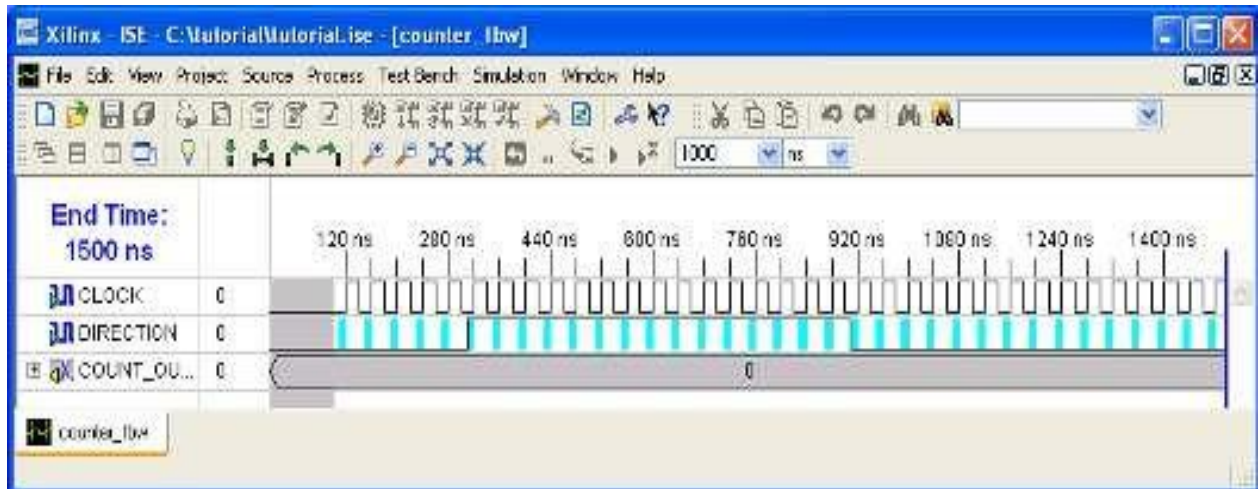 Xilinx - ISE - C:\tutorial\tutorial.ise - [counter_tbw]
File Edit View Project Source Process Test Bench Simulation Window Help
1000 ns
End Time:
1500 ns
120 ns 280 ns 440 ns 600 ns 760 ns 920 ns 1080 ns 1240 ns 1400 ns
CLOCK 0
DIRECTION 0
COUNT_OU... 0 0
counter_tbw